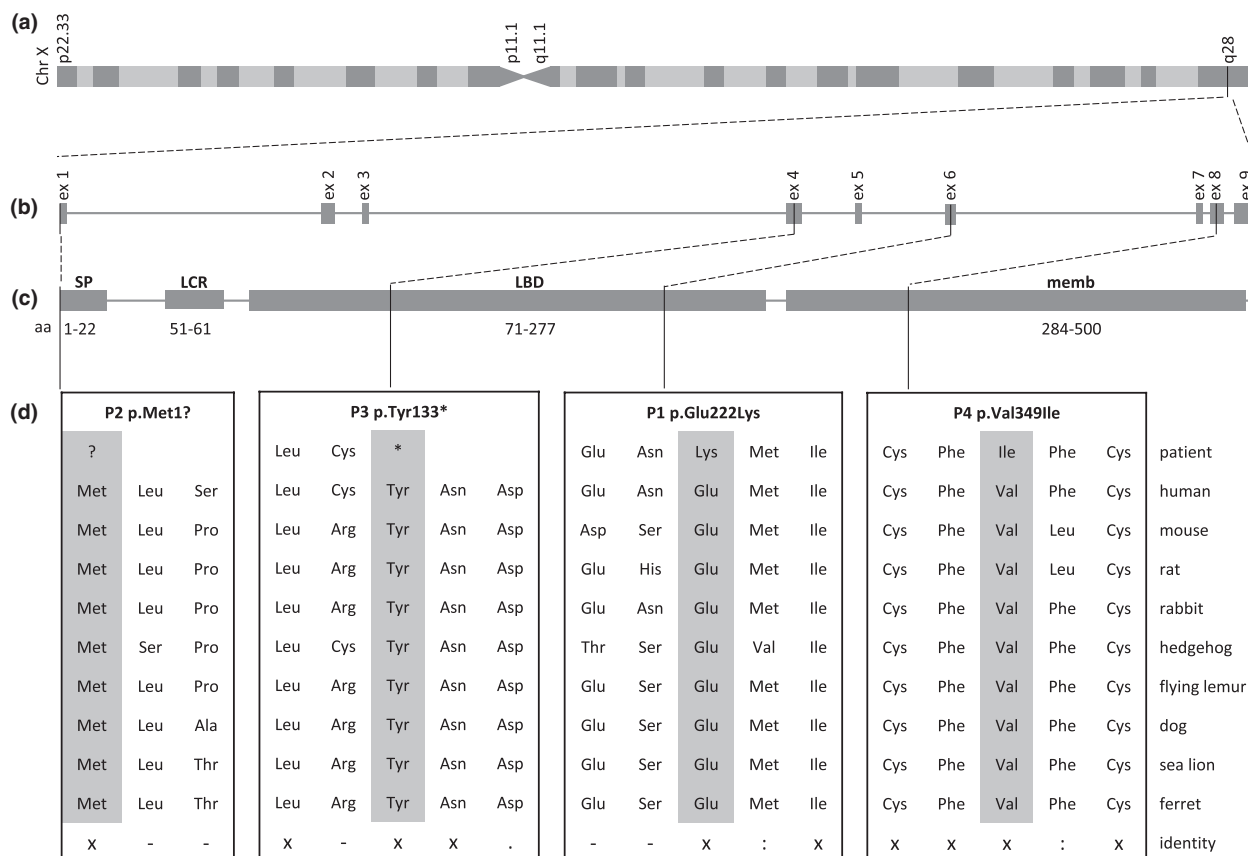 (a)
Chr X
p22.33
p11.1
q11.1
q28
(b)
ex 1
ex 2
ex 3
ex 4
ex 5
ex 6
ex 7
ex 8
ex 9
(c)
SP LCR LBD memb
aa 1-22 51-61 71-277 284-500
(d)
P2 p.Met1? P3 p.Tyr133* P1 p.Glu222Lys P4 p.Val349Ile
? Leu Cys * Glu Asn Lys Met Ile Cys Phe Ile Phe Cys patient
Met Leu Ser Leu Cys Tyr Asn Asp Glu Asn Glu Met Ile Cys Phe Val Phe Cys human
Met Leu Pro Leu Arg Tyr Asn Asp Asp Ser Glu Met Ile Cys Phe Val Leu Cys mouse
Met Leu Pro Leu Arg Tyr Asn Asp Glu His Glu Met Ile Cys Phe Val Leu Cys rat
Met Leu Pro Leu Arg Tyr Asn Asp Glu Asn Glu Met Ile Cys Phe Val Phe Cys rabbit
Met Ser Pro Leu Cys Tyr Asn Asp Thr Ser Glu Val Ile Cys Phe Val Phe Cys hedgehog
Met Leu Pro Leu Arg Tyr Asn Asp Glu Ser Glu Met Ile Cys Phe Val Phe Cys flying lemur
Met Leu Ala Leu Arg Tyr Asn Asp Glu Ser Glu Met Ile Cys Phe Val Phe Cys dog
Met Leu Thr Leu Arg Tyr Asn Asp Glu Ser Glu Met Ile Cys Phe Val Phe Cys sea lion
Met Leu Thr Leu Arg Tyr Asn Asp Glu Ser Glu Met Ile Cys Phe Val Phe Cys ferret
x - - x - x x . - - x : x x x x : x identity